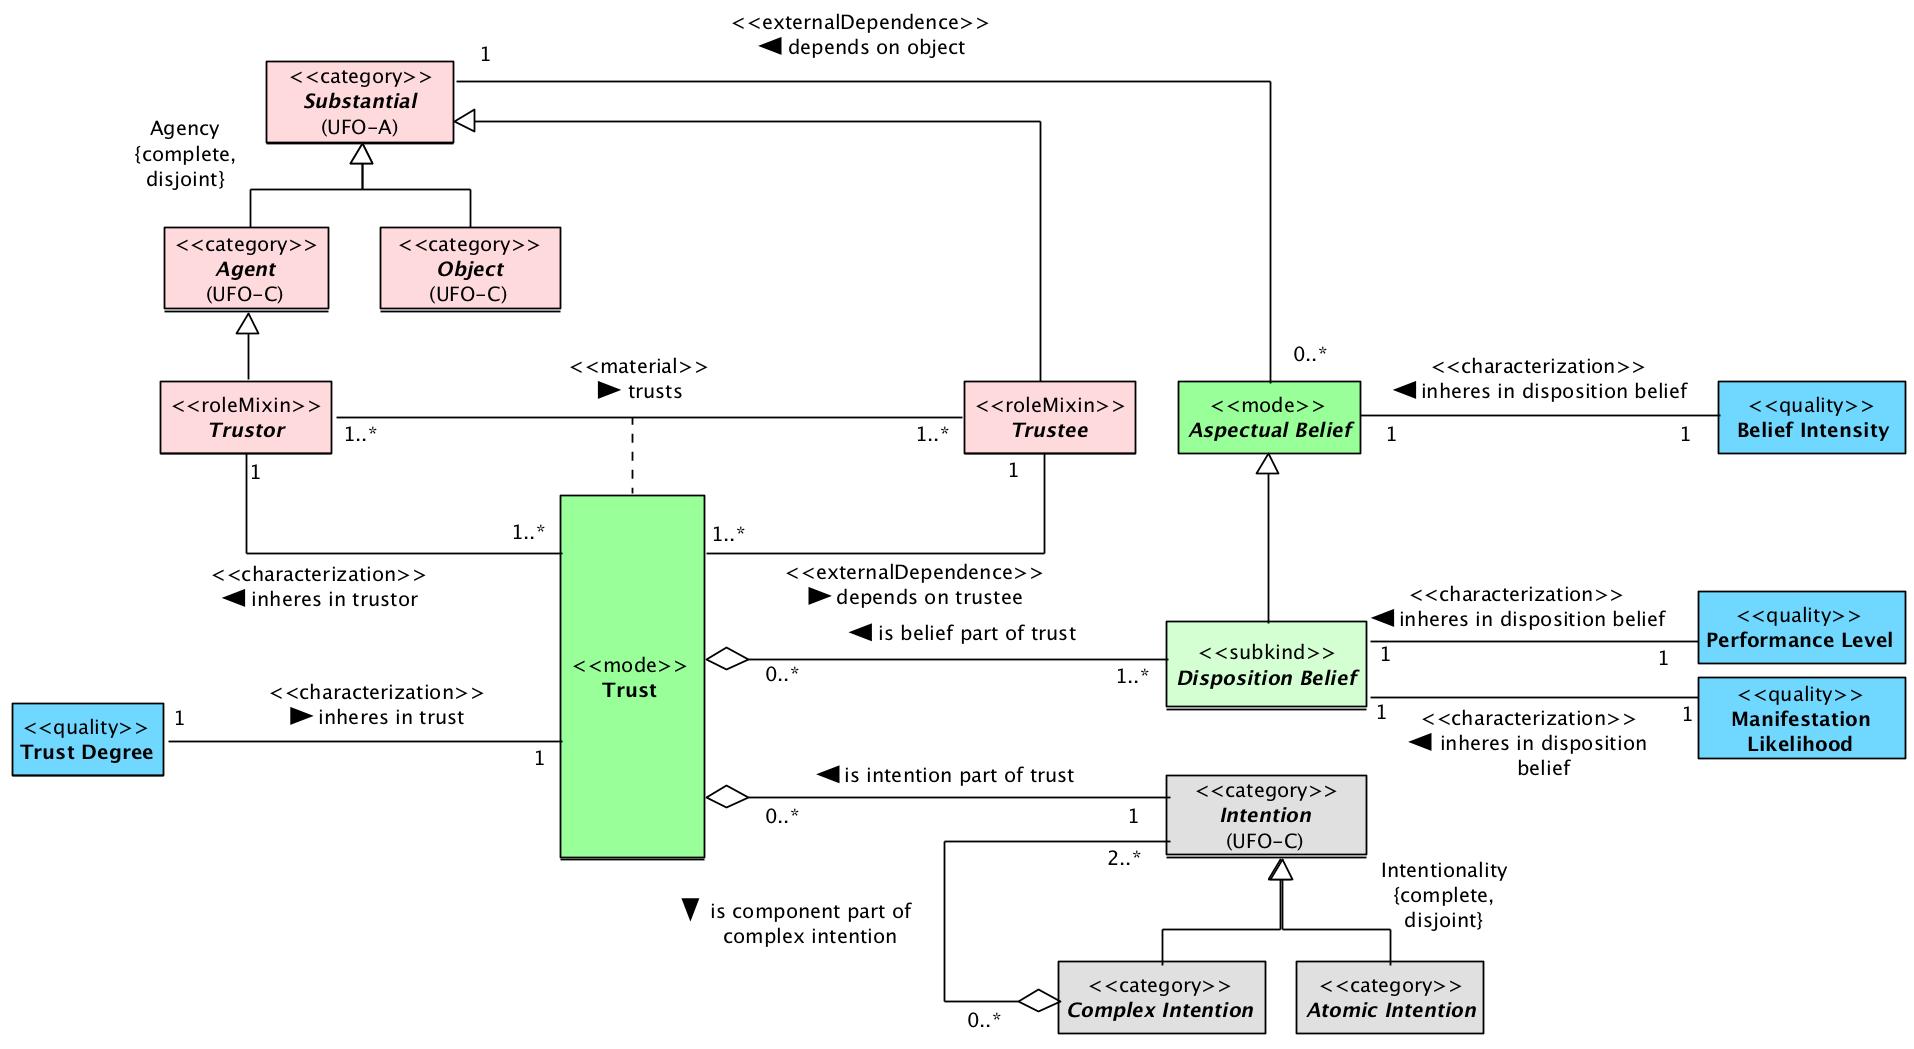 <<externalDependence>>
depends on object
1
<<category>>
Substantial
(UFO-A)
Agency
{complete,
disjoint}
<<category>>
Agent
(UFO-C)
<<category>>
Object
(UFO-C)
<<material>>
trusts
<<roleMixin>>
Trustor
1..*
1..*
<<roleMixin>>
Trustee
0..*
<<mode>>
Aspectual Belief
<<characterization>>
inheres in disposition belief
1
1
<<quality>>
Belief Intensity
1
1..*
<<characterization>>
inheres in trustor
1
1..*
<<externalDependence>>
depends on trustee
is belief part of trust
0..*
1..*
<<mode>>
Trust
<<subkind>>
Disposition Belief
<<characterization>>
inheres in disposition belief
1
1
<<quality>>
Performance Level
1
1
<<characterization>>
inheres in disposition
belief
<<quality>>
Manifestation
Likelihood
<<quality>>
Trust Degree
1
<<characterization>>
inheres in trust
1
is intention part of trust
0..*
1
<<category>>
Intention
(UFO-C)
2..*
Intentionality
{complete,
disjoint}
is component part of
complex intention
0..*
<<category>>
Complex Intention
<<category>>
Atomic Intention